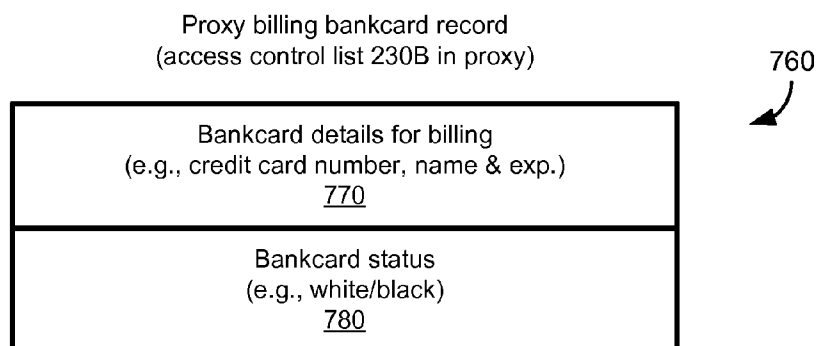 Proxy billing bankcard record
(access control list 230B in proxy)
760
Bankcard details for billing
(e.g., credit card number, name & exp.)
770
Bankcard status
(e.g., white/black)
780